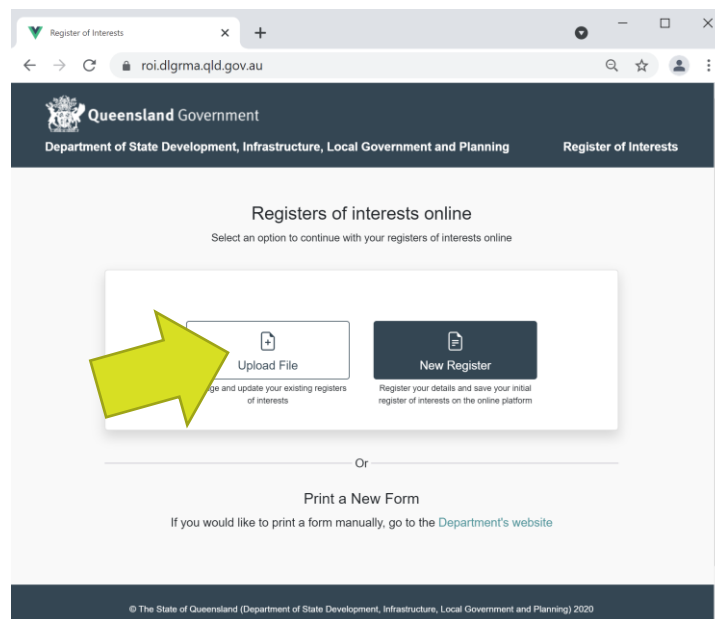 Register of Interests
roi.dlgrma.qld.gov.au
Queensland Government
Department of State Development, Infrastructure, Local Government and Planning
Register of Interests
Registers of interests online
Select an option to continue with your registers of interests online
Upload File
New Register
ge and update your existing registers
of interests
Register your details and save your initial
register of interests on the online platform
Or
Print a New Form
If you would like to print a form manually, go to the Department's website
© The State of Queensland (Department of State Development, Infrastructure, Local Government and Planning) 2020